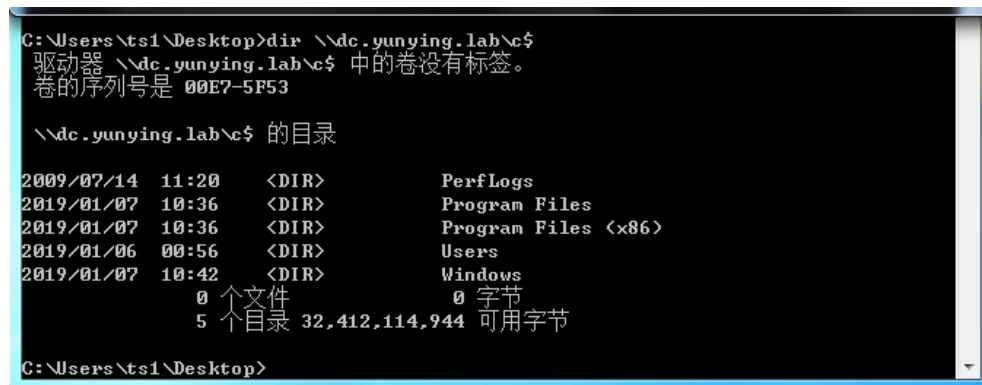 C:\Users\ts1\Desktop>dir \\dc.yunying.lab\c$
驱动器 \\dc.yunying.lab\c$ 中的卷没有标签。
卷的序列号是 00E7-5F53
\\dc.yunying.lab\c$ 的目录
2009/07/14  11:20    <DIR>          PerfLogs
2019/01/07  10:36    <DIR>          Program Files
2019/01/07  10:36    <DIR>          Program Files (x86)
2019/01/06  00:56    <DIR>          Users
2019/01/07  10:42    <DIR>          Windows
0 个文件              0 字节
5 个目录 32,412,114,944 可用字节
C:\Users\ts1\Desktop>